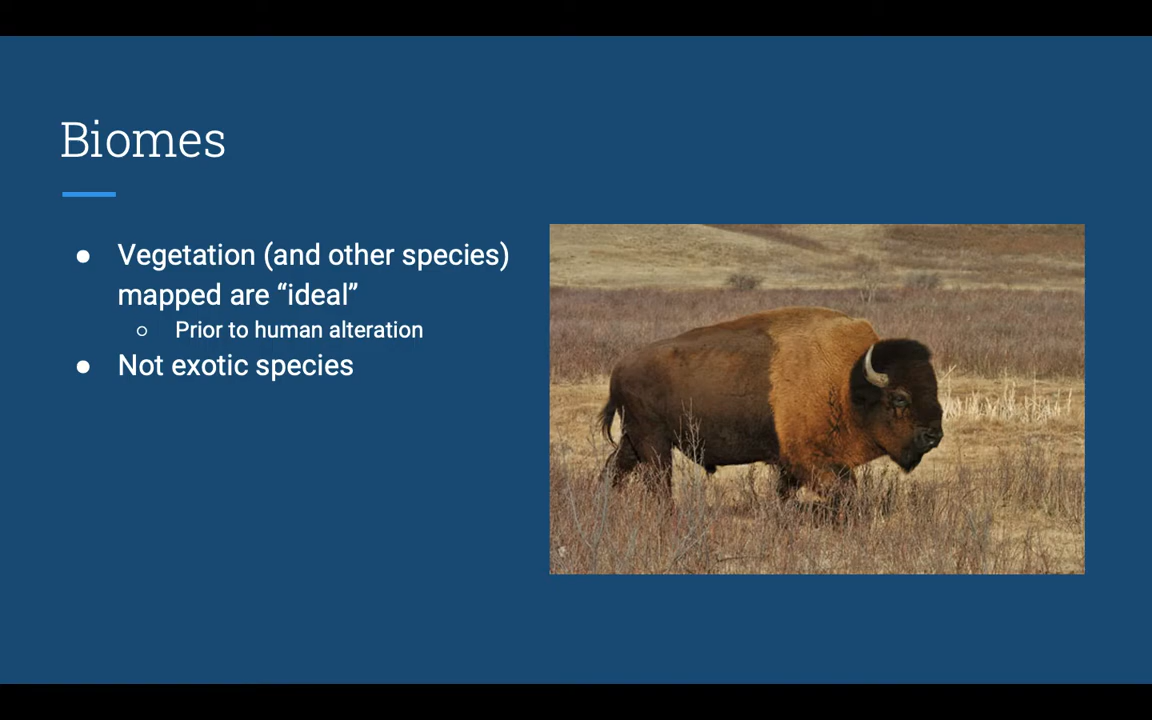 Biomes
● Vegetation (and other species)
mapped are “ideal”
○ Prior to human alteration
● Not exotic species